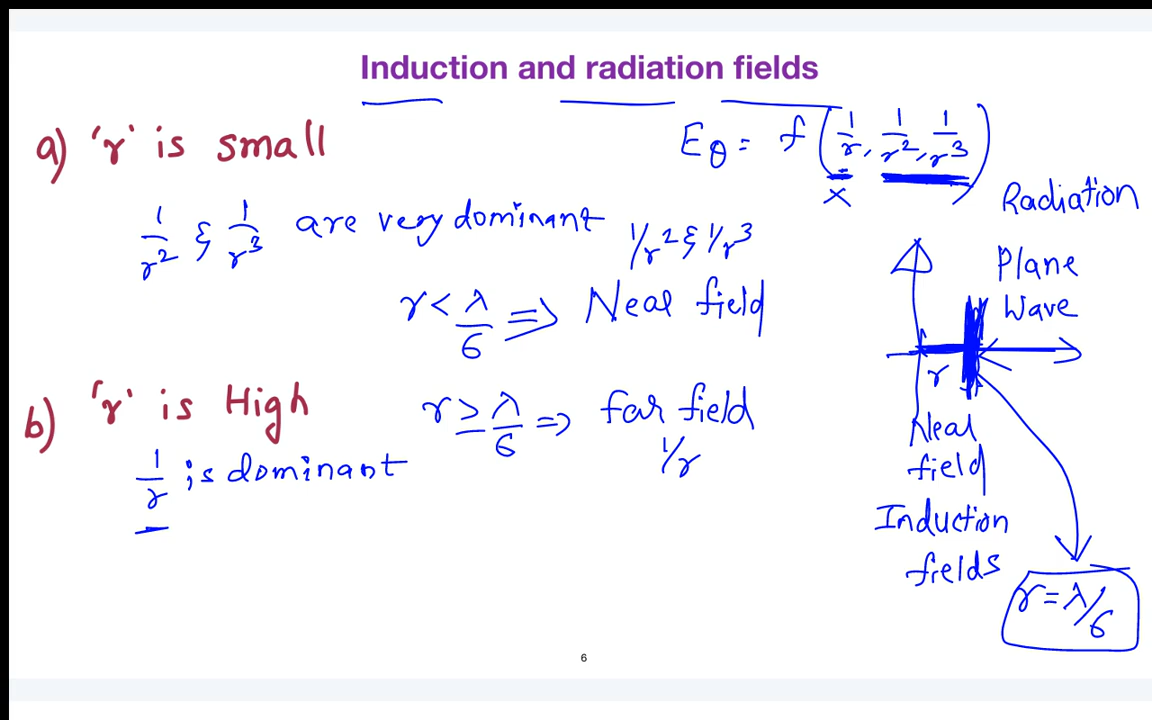 Induction and radiation fields
a) 'r' is small
Eθ = f(1/r, 1/r², 1/r³)
x
1/r² & 1/r³ are very dominant
1/r² & 1/r³
r < λ/6 ⇒ Near field
b) 'r' is High
r ≥ λ/6 ⇒ far field
1/r
1/r is dominant
Radiation
Plane
Wave
r
Near
field
Induction
fields
r = λ/6
6